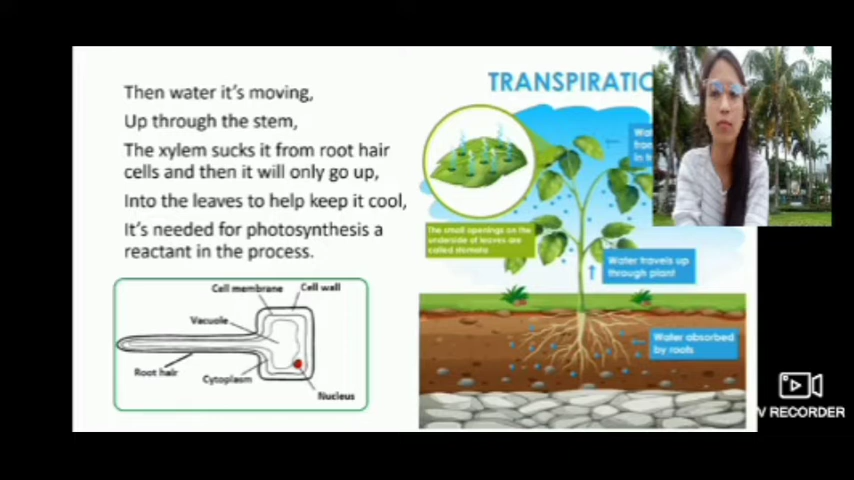 Then water it's moving,
Up through the stem,
The xylem sucks it from root hair
cells and then it will only go up,
Into the leaves to help keep it cool,
It's needed for photosynthesis a
reactant in the process.
Cell membrane
Cell wall
Vacuole
Root hair
Cytoplasm
Nucleus
TRANSPIRATIO
The small openings on the
underside of leaves are
called stomata
Water travels up
through plant
Water absorbed
by roots
V RECORDER